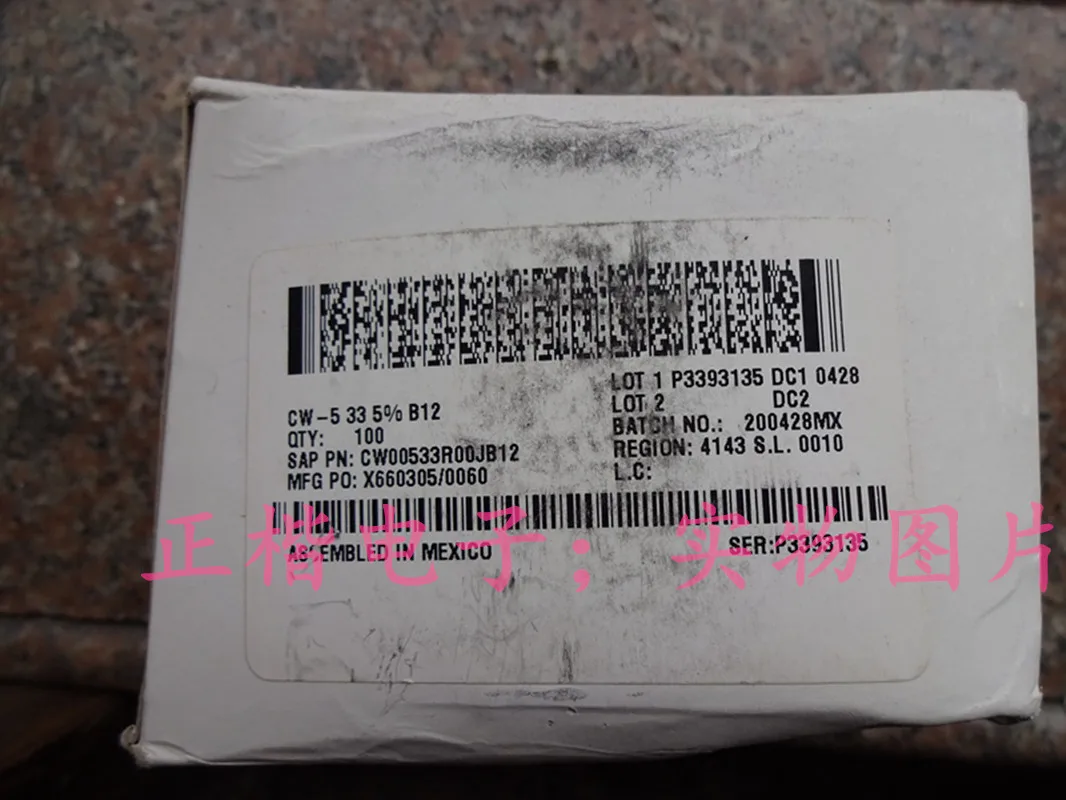 CW-5 33 5% B12
QTY: 100
SAP PN: CW00533R00JB12
MFG PO: X660305/0060
LOT 1 P3393135 DC1 0428
LOT 2 DC2
BATCH NO.: 200428MX
REGION: 4143 S.L. 0010
L.C:
ASSEMBLED IN MEXICO
SER:P3393135
正楷电子；实物图片